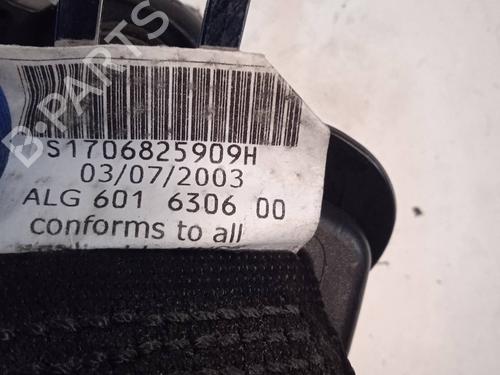 B-PARTS
S1706825909H
03/07/2003
ALG 601 6306 00
conforms to all